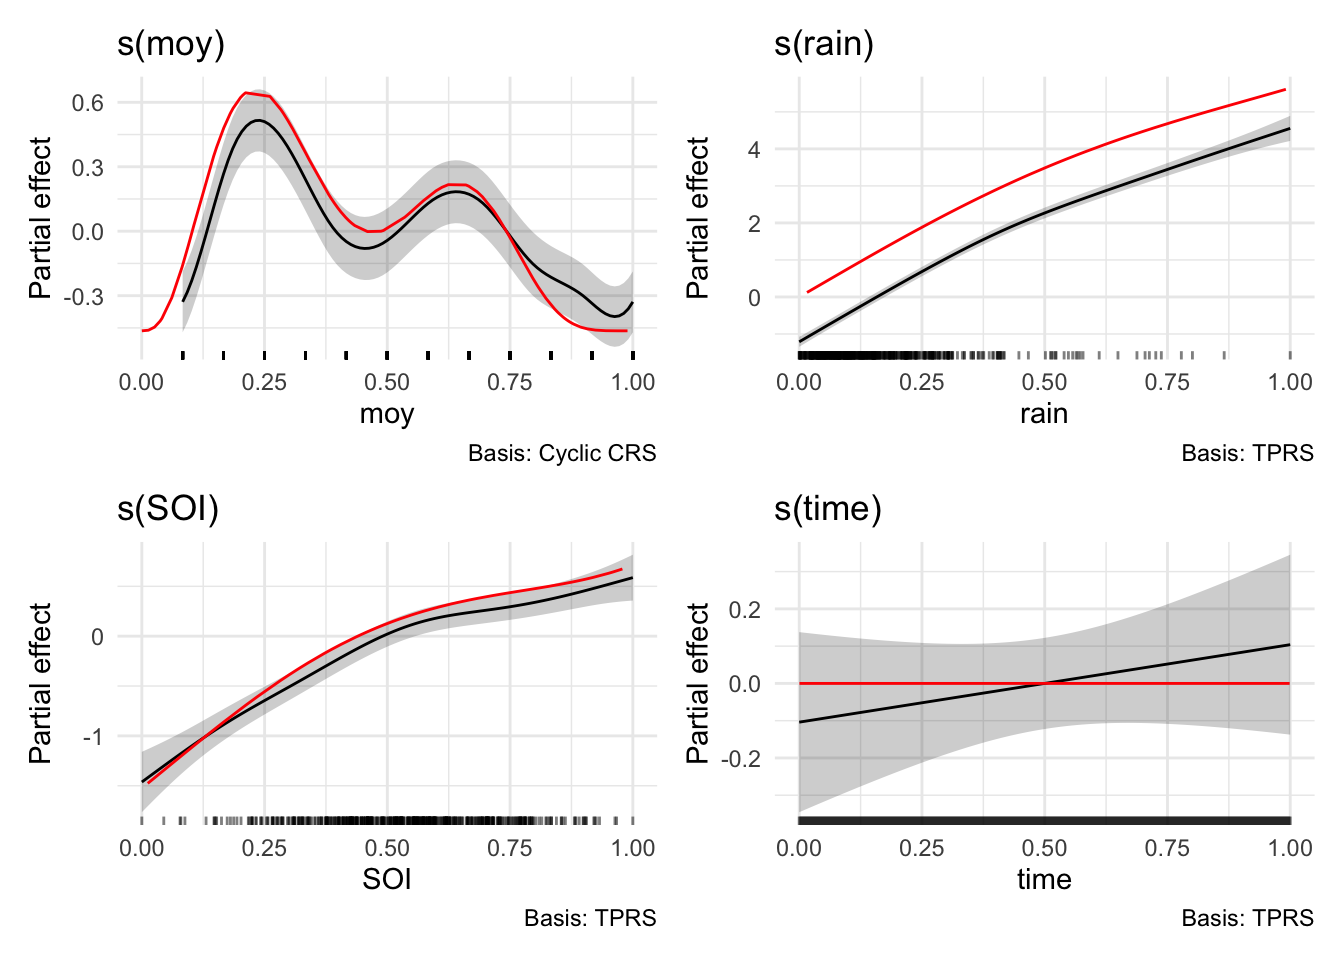 s(moy)
Partial effect
0.6
0.3
0.0
-0.3
0.00 0.25 0.50 0.75 1.00
moy
Basis: Cyclic CRS
s(rain)
Partial effect
4
2
0
0.00 0.25 0.50 0.75 1.00
rain
Basis: TPRS
s(SOI)
Partial effect
0
-1
0.00 0.25 0.50 0.75 1.00
SOI
Basis: TPRS
s(time)
Partial effect
0.2
0.0
-0.2
0.00 0.25 0.50 0.75 1.00
time
Basis: TPRS